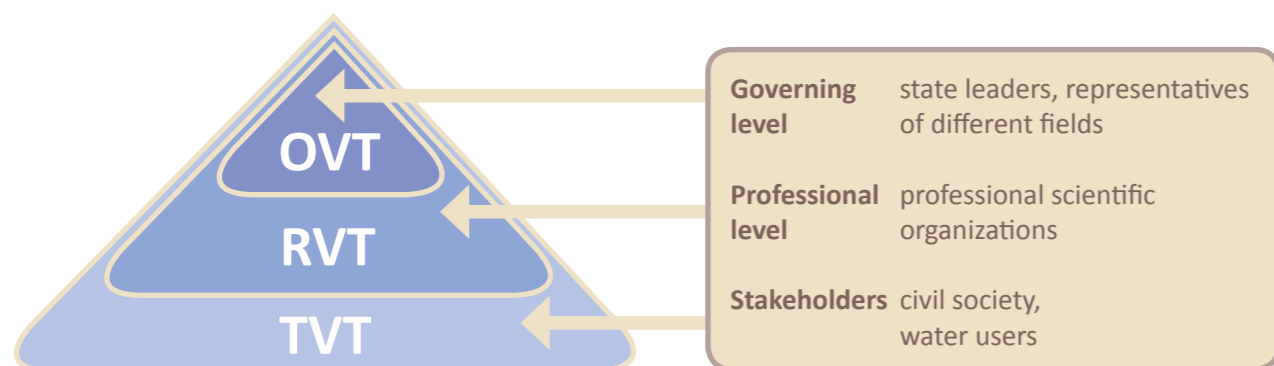 OVT
RVT
TVT
Governing level
state leaders, representatives
of different fields
Professional level
professional scientific
organizations
Stakeholders
civil society,
water users